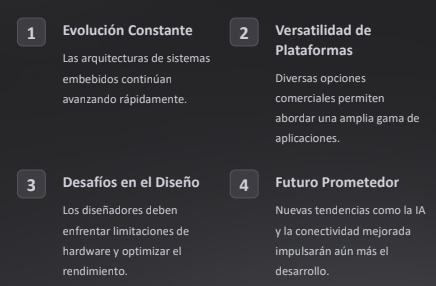 1
Evolución Constante
Las arquitecturas de sistemas
embebidos continúan
avanzando rápidamente.
2
Versatilidad de
Plataformas
Diversas opciones
comerciales permiten
abordar una amplia gama de
aplicaciones.
3
Desafíos en el Diseño
Los diseñadores deben
enfrentar limitaciones de
hardware y optimizar el
rendimiento.
4
Futuro Prometedor
Nuevas tendencias como la IA
y la conectividad mejorada
impulsarán aún más el
desarrollo.